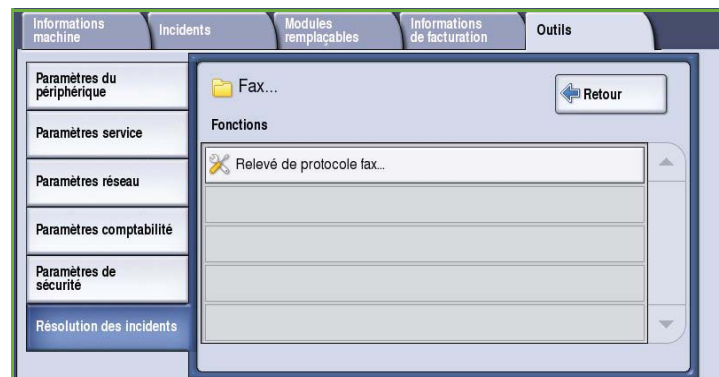 Informations
machine
Incidents
Modules
remplaçables
Informations
de facturation
Outils
Paramètres du
périphérique
Paramètres service
Paramètres réseau
Paramètres comptabilité
Paramètres de
sécurité
Résolution des incidents
Fax...
Retour
Fonctions
Relevé de protocole fax...